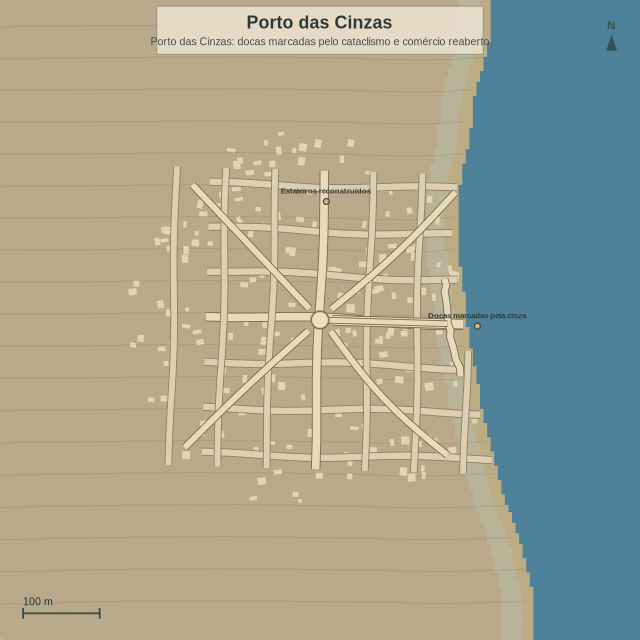 Porto das Cinzas
Porto das Cinzas: docas marcadas pelo cataclismo e comércio reaberto
N
Estaleiros reconstruídos
Docas marcadas pela cinza
100 m